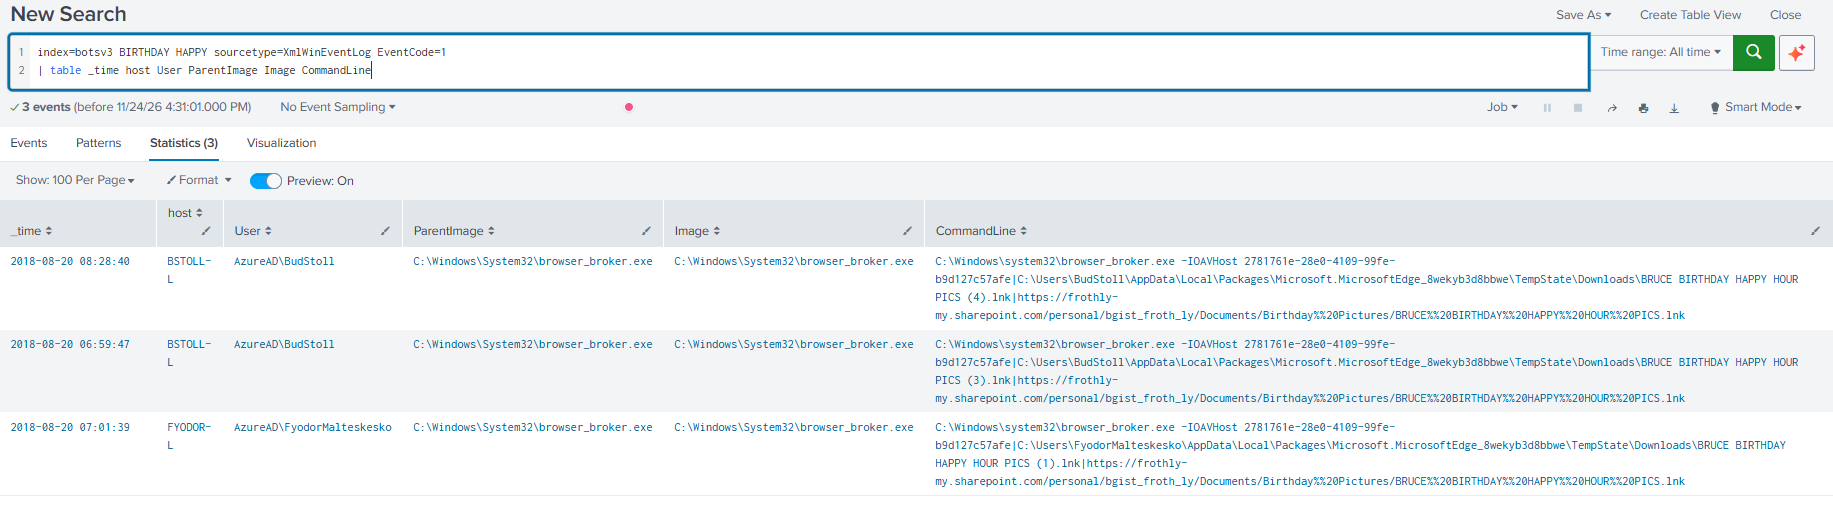 New Search
Save As
Create Table View
Close
1 index=botsv3 BIRTHDAY HAPPY sourcetype=XmlWinEventLog EventCode=1
2 | table _time host User ParentImage Image CommandLine
Time range: All time
✓ 3 events (before 11/24/26 4:31:01.000 PM)
No Event Sampling
Job
Smart Mode
Events
Patterns
Statistics (3)
Visualization
Show: 100 Per Page
Format
Preview: On
_time
host
User
ParentImage
Image
CommandLine
2018-08-20 08:28:40
BSTOLL-
L
AzureAD\BudStoll
C:\Windows\System32\browser_broker.exe
C:\Windows\System32\browser_broker.exe
C:\Windows\system32\browser_broker.exe -IOAVHost 2781761e-28e0-4109-99fe-
b9d127c57afe|C:\Users\BudStoll\AppData\Local\Packages\Microsoft.MicrosoftEdge_8wekyb3d8bbwe\TempState\Downloads\BRUCE BIRTHDAY HAPPY HOUR
PICS (4).lnk|https://frothly-
my.sharepoint.com/personal/bgist_froth_ly/Documents/Birthday%%20Pictures/BRUCE%%20BIRTHDAY%%20HAPPY%%20HOUR%%20PICS.lnk
2018-08-20 06:59:47
BSTOLL-
L
AzureAD\BudStoll
C:\Windows\System32\browser_broker.exe
C:\Windows\System32\browser_broker.exe
C:\Windows\system32\browser_broker.exe -IOAVHost 2781761e-28e0-4109-99fe-
b9d127c57afe|C:\Users\BudStoll\AppData\Local\Packages\Microsoft.MicrosoftEdge_8wekyb3d8bbwe\TempState\Downloads\BRUCE BIRTHDAY HAPPY HOUR
PICS (3).lnk|https://frothly-
my.sharepoint.com/personal/bgist_froth_ly/Documents/Birthday%%20Pictures/BRUCE%%20BIRTHDAY%%20HAPPY%%20HOUR%%20PICS.lnk
2018-08-20 07:01:39
FYODOR-
L
AzureAD\FyodorMalteskesko
C:\Windows\System32\browser_broker.exe
C:\Windows\System32\browser_broker.exe
C:\Windows\system32\browser_broker.exe -IOAVHost 2781761e-28e0-4109-99fe-
b9d127c57afe|C:\Users\FyodorMalteskesko\AppData\Local\Packages\Microsoft.MicrosoftEdge_8wekyb3d8bbwe\TempState\Downloads\BRUCE BIRTHDAY
HAPPY HOUR PICS (1).lnk|https://frothly-
my.sharepoint.com/personal/bgist_froth_ly/Documents/Birthday%%20Pictures/BRUCE%%20BIRTHDAY%%20HAPPY%%20HOUR%%20PICS.lnk